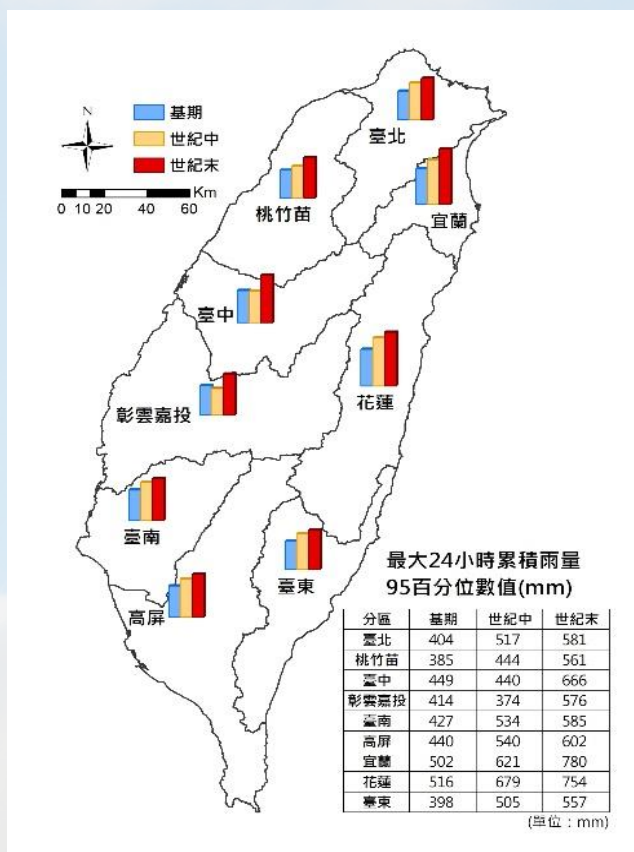 N
基期
世紀中
世紀末
Km
0 10 20 40 60
臺北
宜蘭
桃竹苗
臺中
花蓮
彰雲嘉投
臺南
臺東
高屏
最大24小時累積雨量
95百分位數值(mm)
分區 基期 世紀中 世紀末
臺北 404 517 581
桃竹苗 385 444 561
臺中 449 440 666
彰雲嘉投 414 374 576
臺南 427 534 585
高屏 440 540 602
宜蘭 502 621 780
花蓮 516 679 754
臺東 398 505 557
(單位：mm)